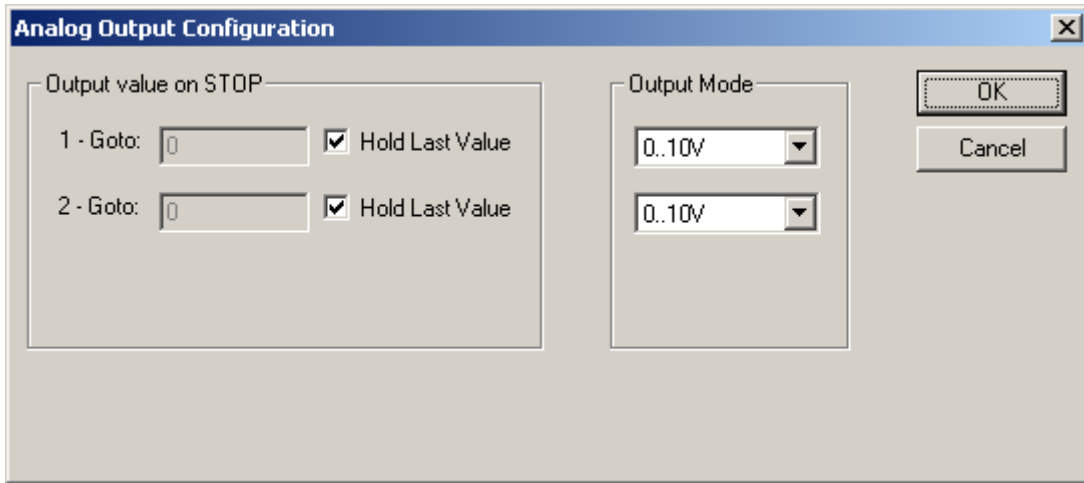 Analog Output Configuration
Output value on STOP
1 - Goto: 0 Hold Last Value
2 - Goto: 0 Hold Last Value
Output Mode
0..10V
0..10V
OK
Cancel